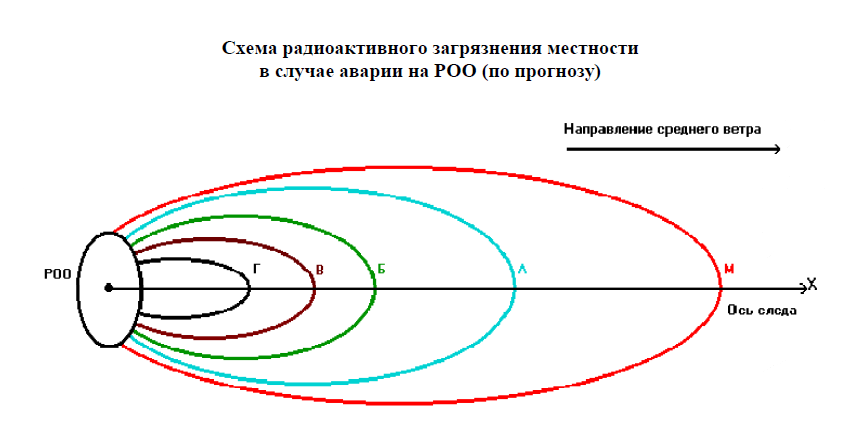 Схема радиоактивного загрязнения местности
в случае аварии на РОО (по прогнозу)
Направление среднего ветра
РОО
Г
В
Б
А
М
Х
Ось следа